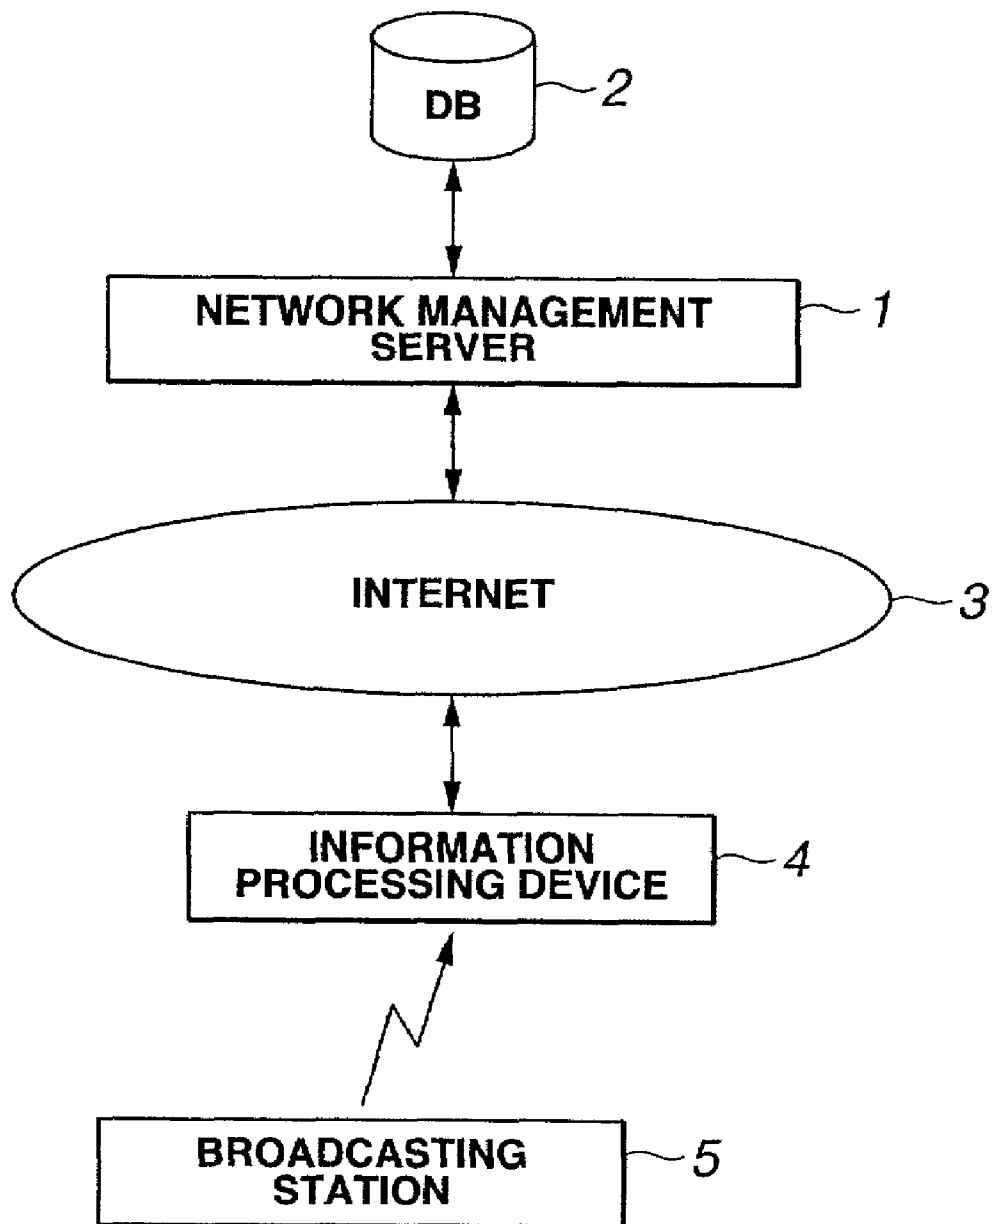 DB
2
NETWORK MANAGEMENT
SERVER
1
INTERNET
3
INFORMATION
PROCESSING DEVICE
4
BROADCASTING
STATION
5